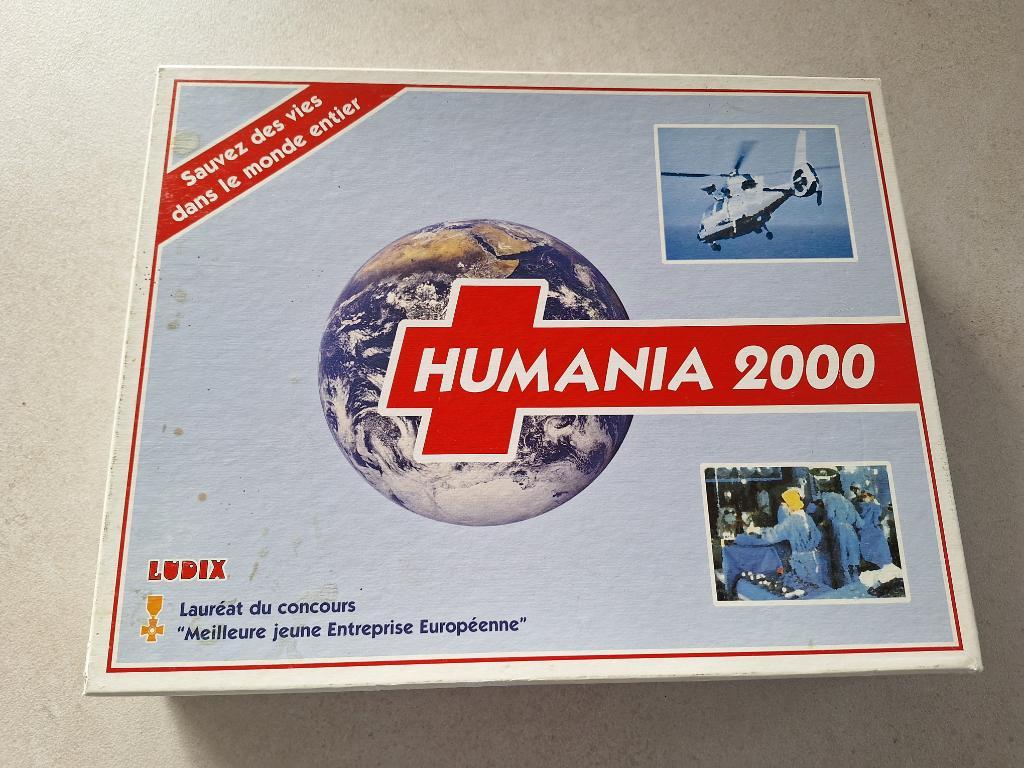 Sauvez des vies
dans le monde entier
HUMANIA 2000
LUDIX
Lauréat du concours
"Meilleure jeune Entreprise Européenne"